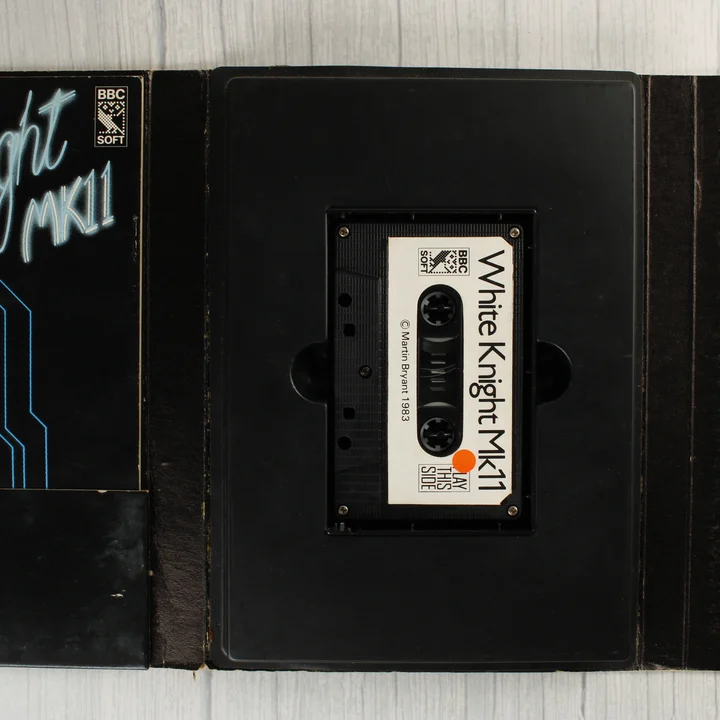 ght
MK11
BBC
SOFT
BBC
SOFT
White Knight Mk11
© Martin Bryant 1983
LAY
THIS
SIDE